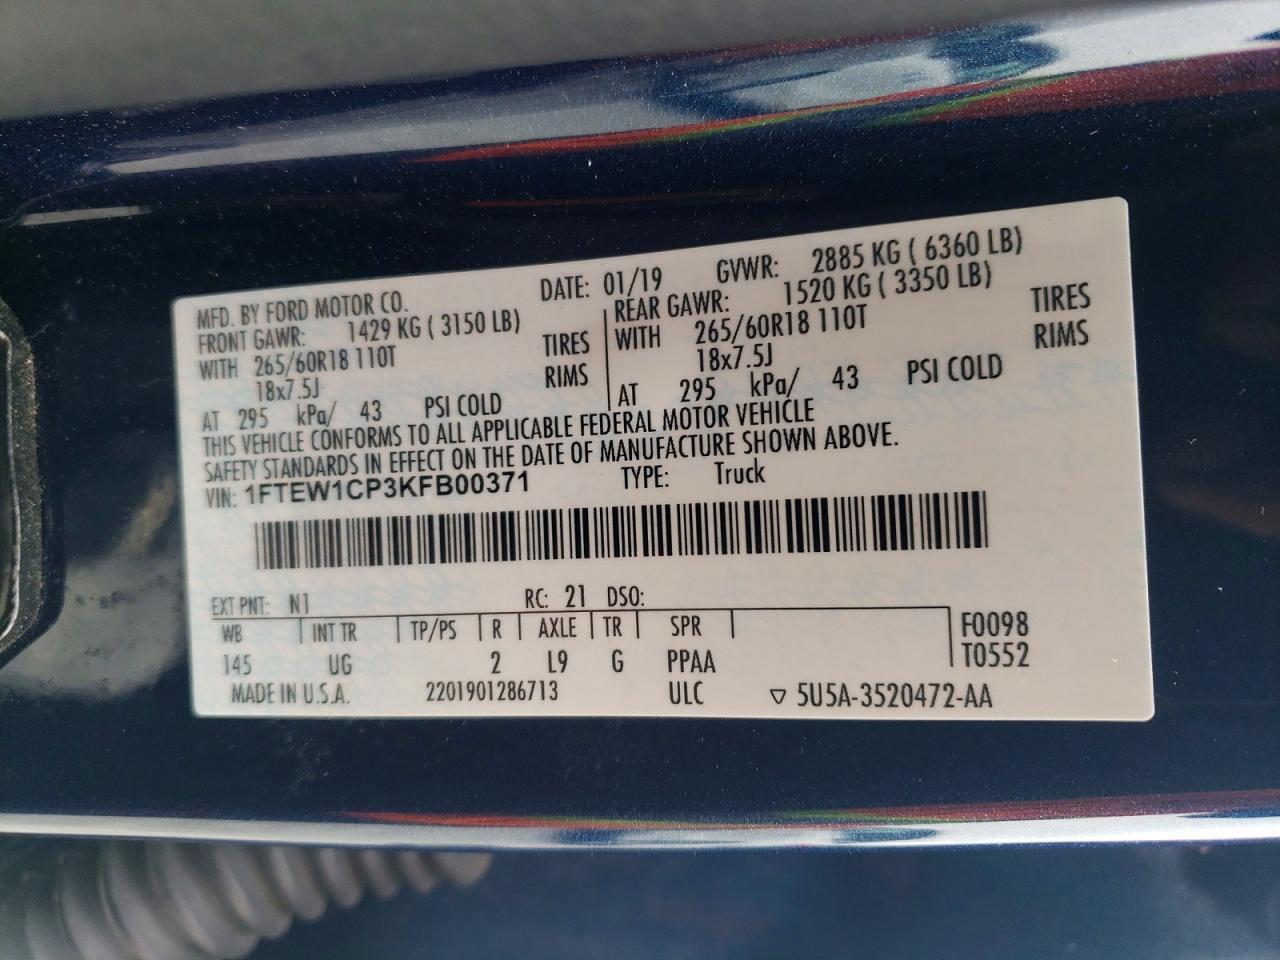 MFD. BY FORD MOTOR CO. DATE: 01/19 GVWR: 2885 KG ( 6360 LB)
FRONT GAWR: 1429 KG ( 3150 LB) REAR GAWR: 1520 KG ( 3350 LB)
WITH 265/60R18 110T TIRES WITH 265/60R18 110T TIRES
18x7.5J RIMS 18x7.5J RIMS
AT 295 kPa/ 43 PSI COLD AT 295 kPa/ 43 PSI COLD
THIS VEHICLE CONFORMS TO ALL APPLICABLE FEDERAL MOTOR VEHICLE
SAFETY STANDARDS IN EFFECT ON THE DATE OF MANUFACTURE SHOWN ABOVE.
VIN: 1FTEW1CP3KFB00371 TYPE: Truck
EXT PNT: N1 RC: 21 DSO:
WB INT TR TP/PS R AXLE TR SPR F0098
145 UG 2 L9 G PPAA T0552
MADE IN U.S.A. 2201901286713 ULC ▽ 5U5A-3520472-AA